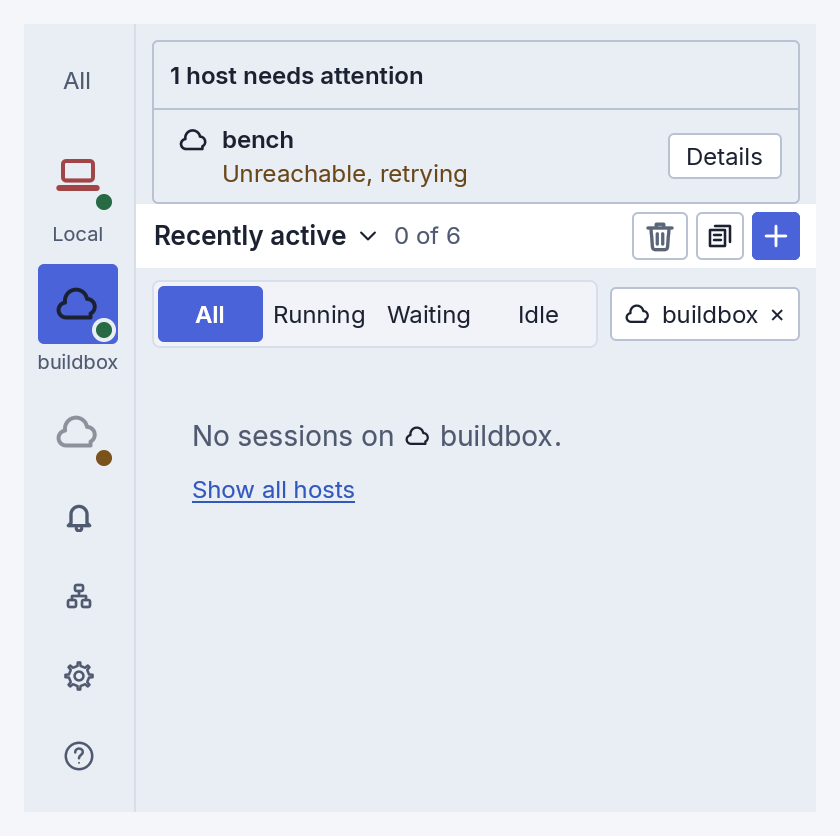 All
Local
buildbox
1 host needs attention
bench
Unreachable, retrying
Details
Recently active 0 of 6
All Running Waiting Idle buildbox ×
No sessions on buildbox.
Show all hosts